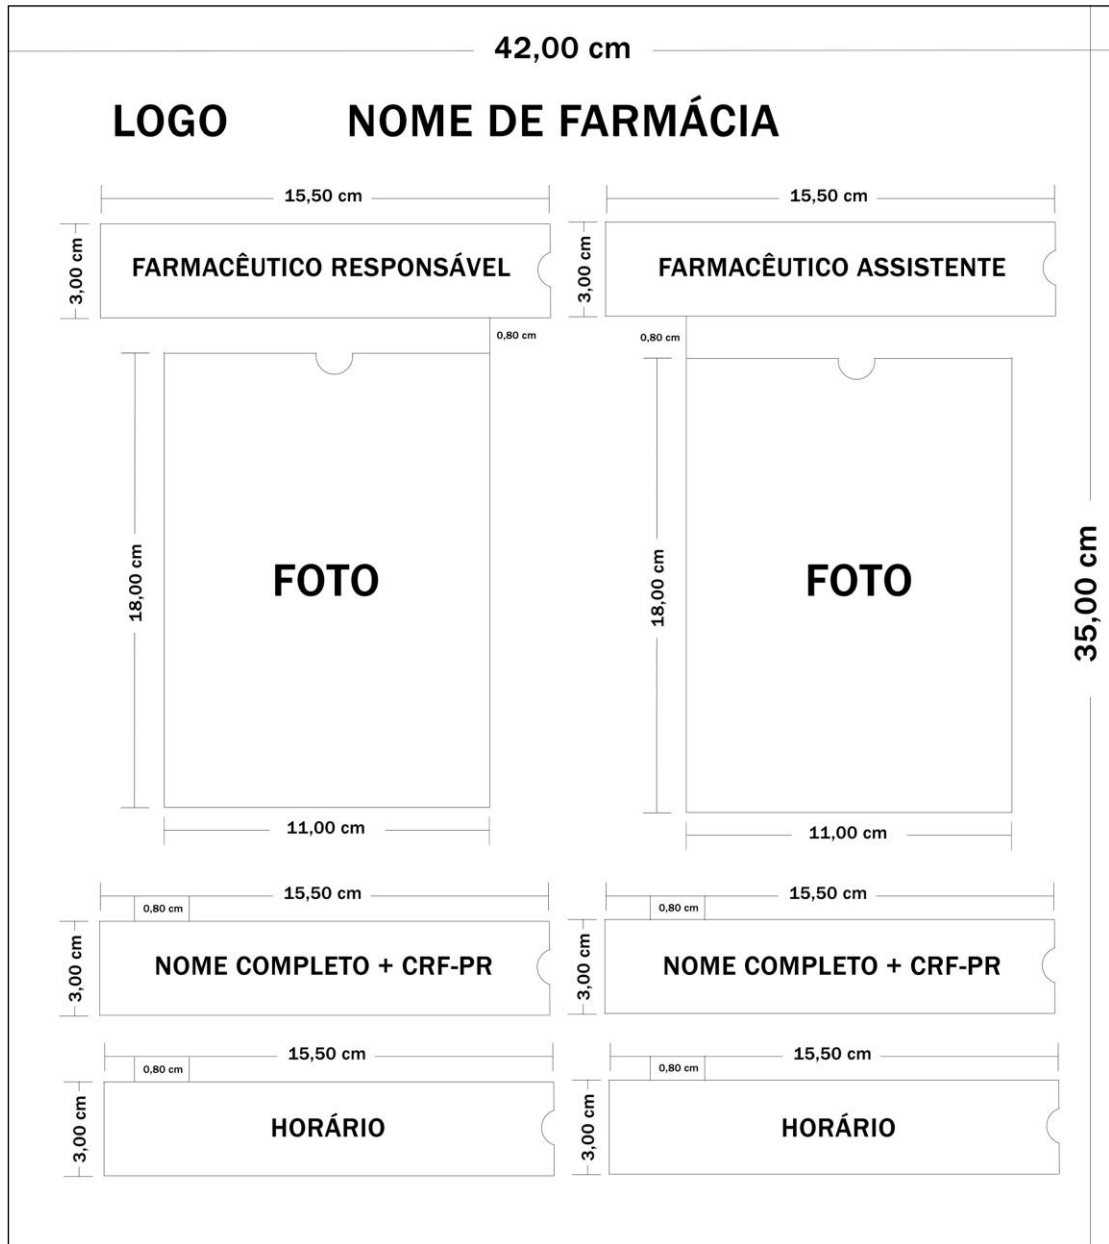 42,00 cm
LOGO NOME DE FARMÁCIA
15,50 cm 15,50 cm
3,00 cm FARMACÊUTICO RESPONSÁVEL 3,00 cm FARMACÊUTICO ASSISTENTE
0,80 cm 0,80 cm
18,00 cm FOTO 18,00 cm FOTO 35,00 cm
11,00 cm 11,00 cm
15,50 cm 15,50 cm
0,80 cm 0,80 cm
3,00 cm NOME COMPLETO + CRF-PR 3,00 cm NOME COMPLETO + CRF-PR
15,50 cm 15,50 cm
0,80 cm 0,80 cm
3,00 cm HORÁRIO 3,00 cm HORÁRIO